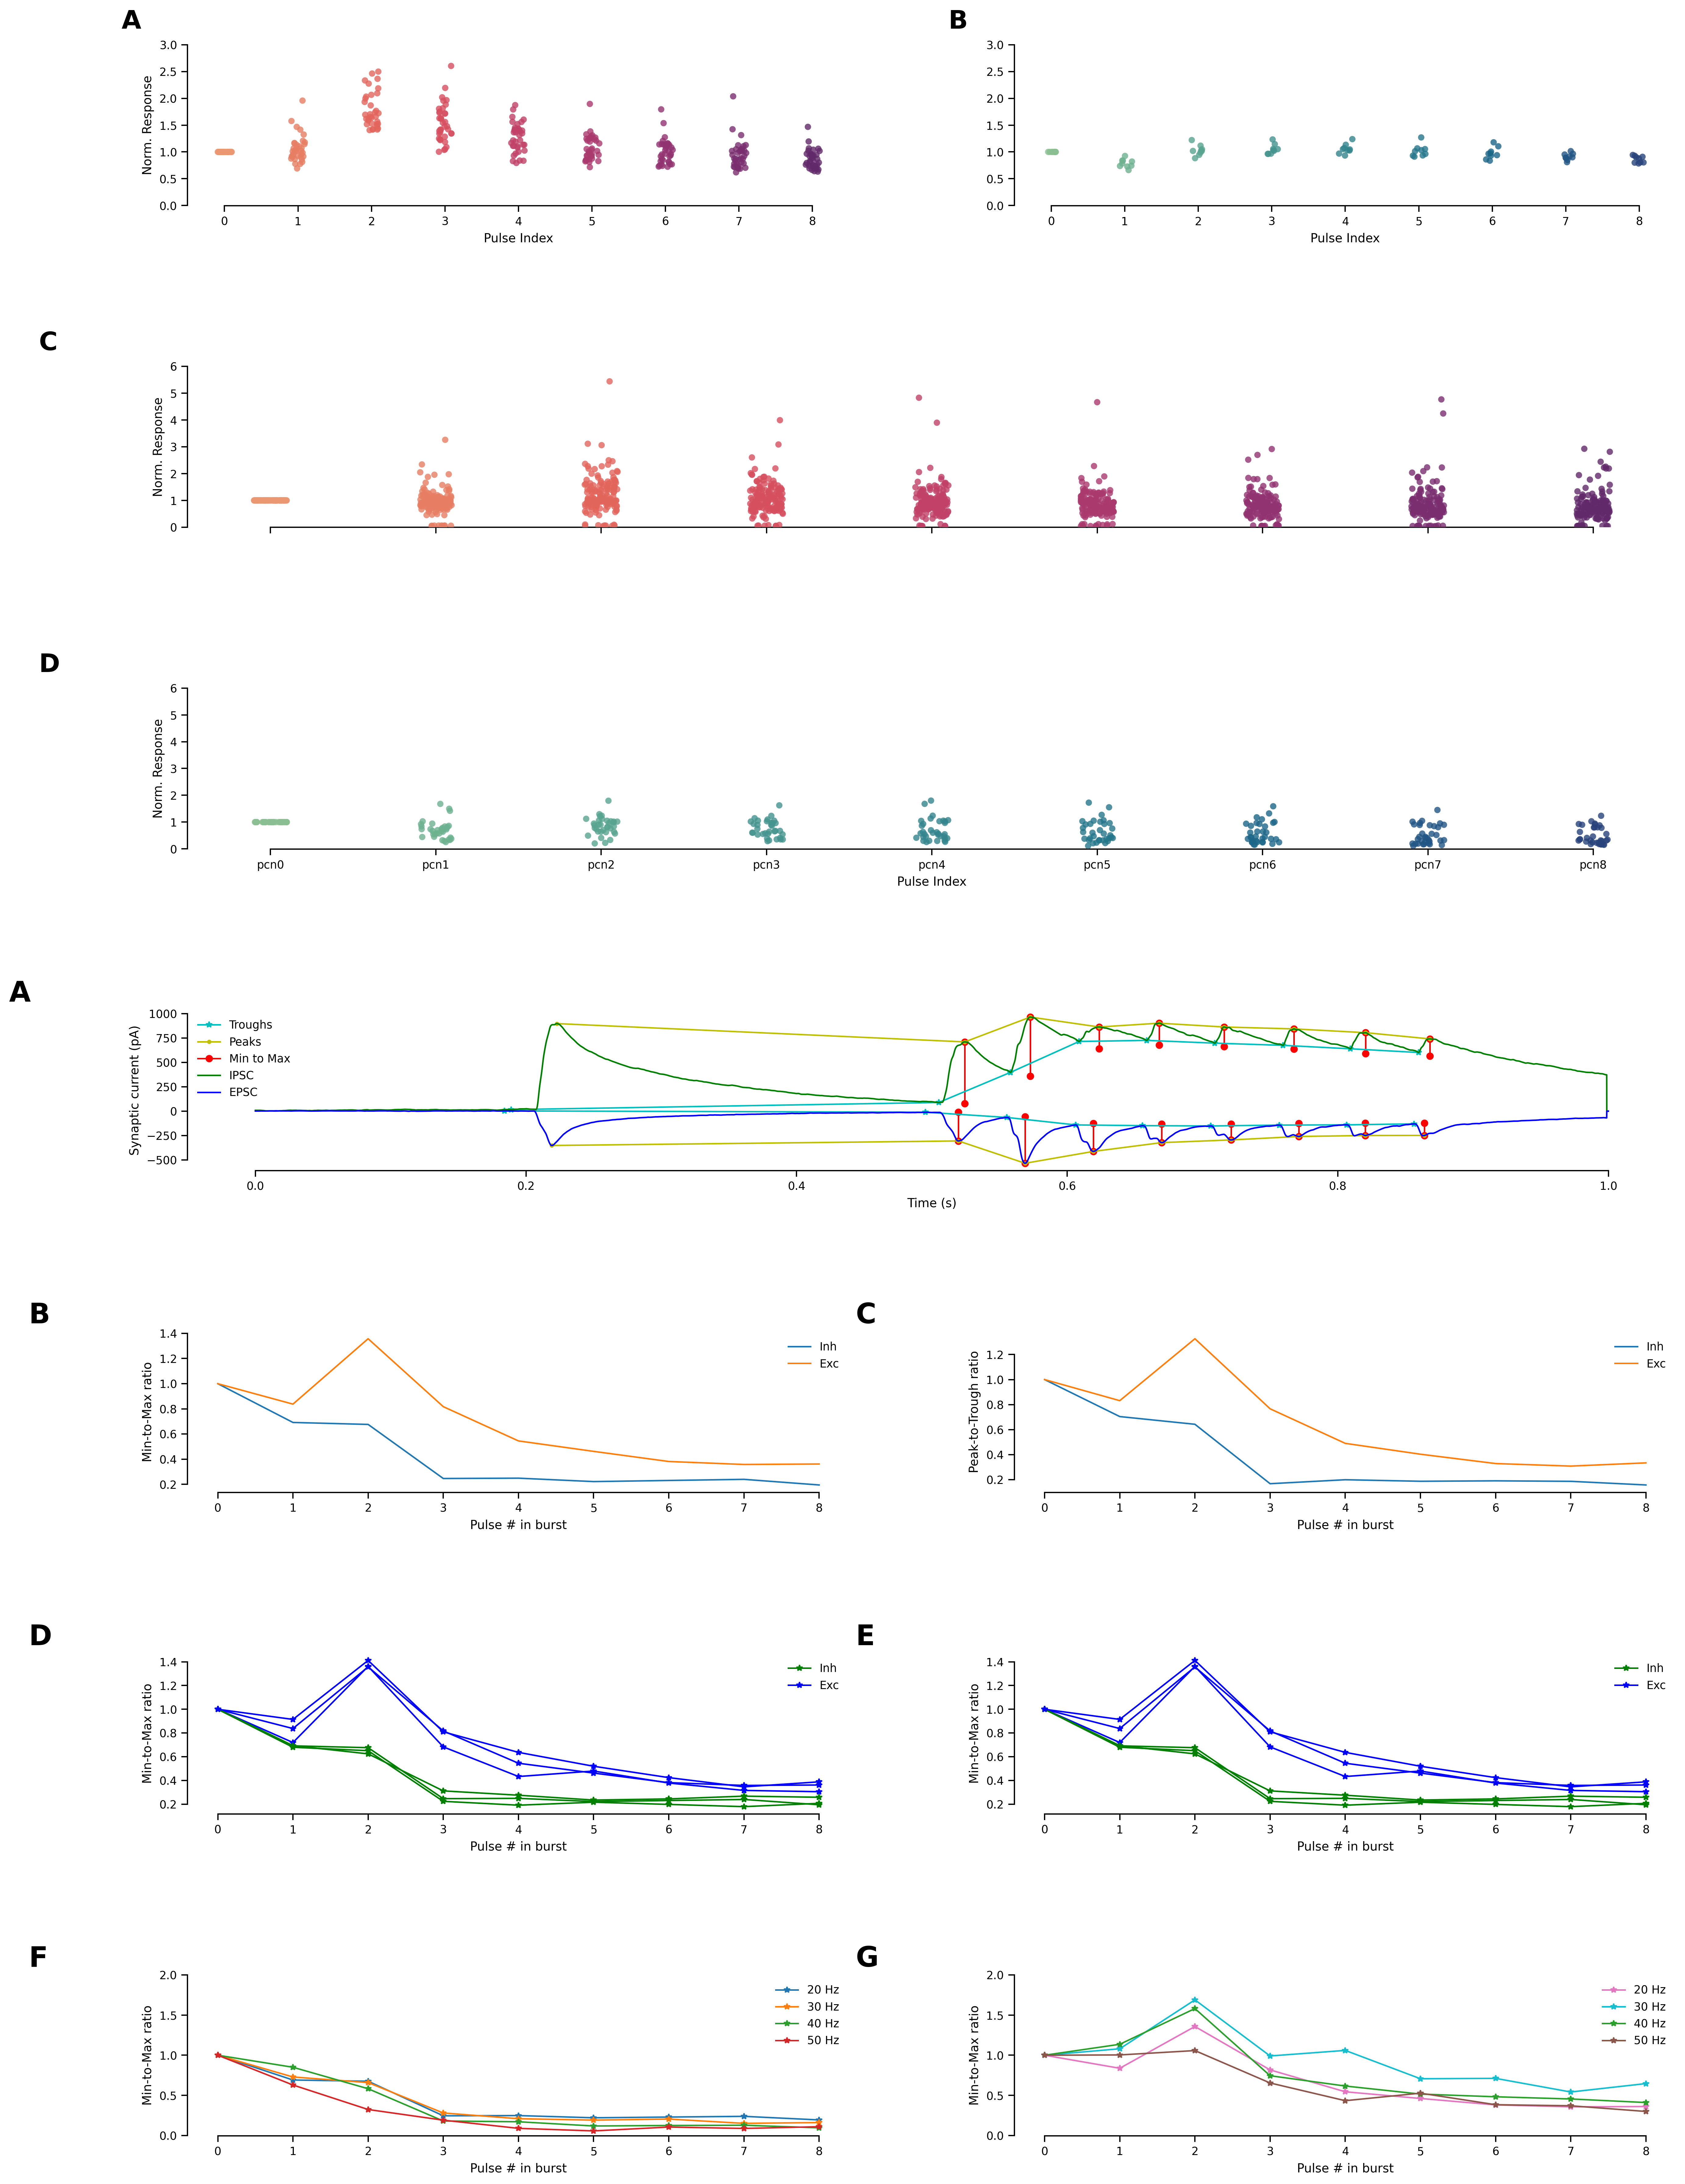 A
B
3.0
2.5
2.0
1.5
1.0
0.5
0.0
Norm. Response
0 1 2 3 4 5 6 7 8
Pulse Index
3.0
2.5
2.0
1.5
1.0
0.5
0.0
Norm. Response
0 1 2 3 4 5 6 7 8
Pulse Index
C
6
5
4
3
2
1
0
Norm. Response
D
6
5
4
3
2
1
0
Norm. Response
pcn0 pcn1 pcn2 pcn3 pcn4 pcn5 pcn6 pcn7 pcn8
Pulse Index
A
1000
750
500
250
0
−250
−500
Synaptic current (pA)
Troughs
Peaks
Min to Max
IPSC
EPSC
0.0 0.2 0.4 0.6 0.8 1.0
Time (s)
B
1.4
1.2
1.0
0.8
0.6
0.4
0.2
Min-to-Max ratio
Inh
Exc
0 1 2 3 4 5 6 7 8
Pulse # in burst
C
1.2
1.0
0.8
0.6
0.4
0.2
Peak-to-Trough ratio
Inh
Exc
0 1 2 3 4 5 6 7 8
Pulse # in burst
D
1.4
1.2
1.0
0.8
0.6
0.4
0.2
Min-to-Max ratio
Inh
Exc
0 1 2 3 4 5 6 7 8
Pulse # in burst
E
1.4
1.2
1.0
0.8
0.6
0.4
0.2
Min-to-Max ratio
Inh
Exc
0 1 2 3 4 5 6 7 8
Pulse # in burst
F
2.0
1.5
1.0
0.5
0.0
Min-to-Max ratio
20 Hz
30 Hz
40 Hz
50 Hz
0 1 2 3 4 5 6 7 8
Pulse # in burst
G
2.0
1.5
1.0
0.5
0.0
Min-to-Max ratio
20 Hz
30 Hz
40 Hz
50 Hz
0 1 2 3 4 5 6 7 8
Pulse # in burst